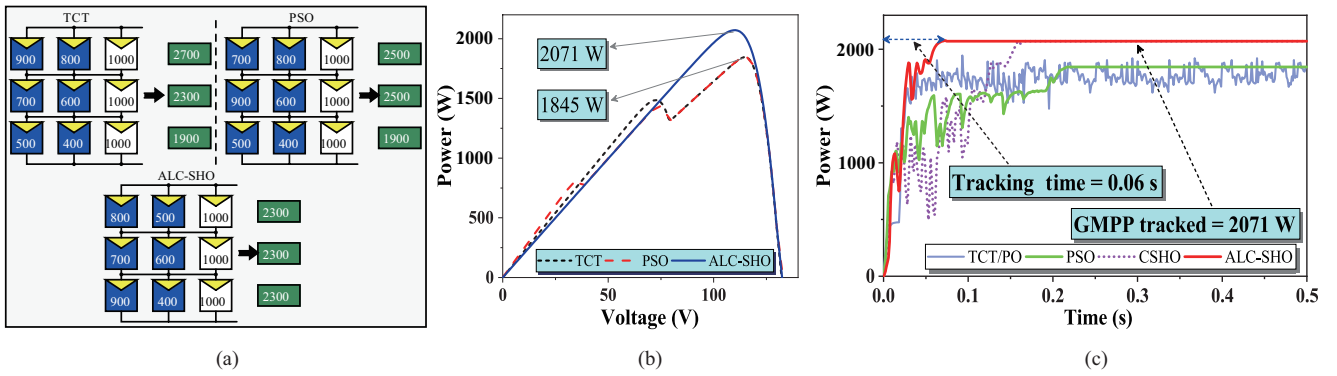 TCT
PSO
900 800 1000 2700
700 800 1000 2500
700 600 1000 2300
900 600 1000 2500
500 400 1000 1900
500 400 1000 1900
ALC-SHO
800 500 1000 2300
700 600 1000 2300
900 400 1000 2300
(a)
Power (W)
2000
1500
1000
500
0
2071 W
1845 W
TCT PSO ALC-SHO
0 50 100
Voltage (V)
(b)
Power (W)
2000
1000
0
Tracking time = 0.06 s
GMPP tracked = 2071 W
TCT/PO PSO CSHO ALC-SHO
0.0 0.1 0.2 0.3 0.4 0.5
Time (s)
(c)